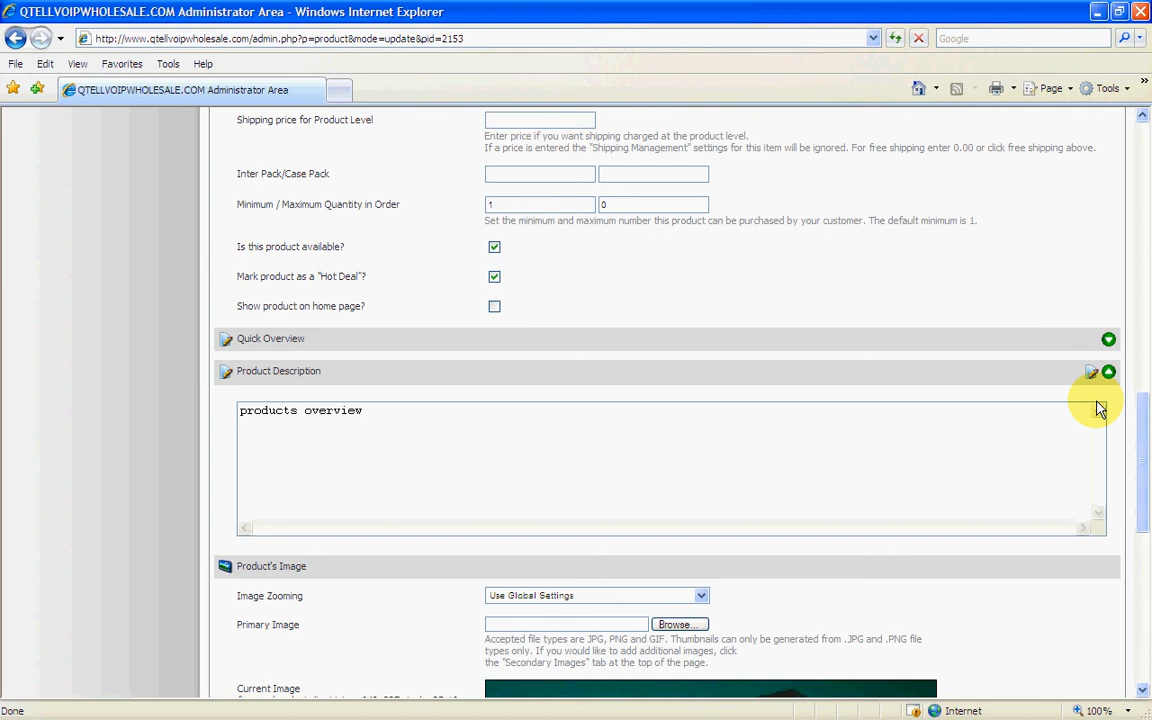 QTELLVOIPWHOLESALE.COM Administrator Area - Windows Internet Explorer
http://www.qtellvoipwholesale.com/admin.php?p=product&mode=update&pid=2153
Google
File Edit View Favorites Tools Help
QTELLVOIPWHOLESALE.COM Administrator Area
Page Tools
Shipping price for Product Level
Enter price if you want shipping charged at the product level.
If a price is entered the "Shipping Management" settings for this item will be ignored. For free shipping enter 0.00 or click free shipping above.
Inter Pack/Case Pack
Minimum / Maximum Quantity in Order 1 0
Set the minimum and maximum number this product can be purchased by your customer. The default minimum is 1.
Is this product available?
Mark product as a "Hot Deal"?
Show product on home page?
Quick Overview
Product Description
products overview
Product's Image
Image Zooming Use Global Settings
Primary Image Browse...
Accepted file types are JPG, PNG and GIF. Thumbnails can only be generated from .JPG and .PNG file
types only. If you would like to add additional images, click
the "Secondary Images" tab at the top of the page.
Current Image
Done Internet 100%